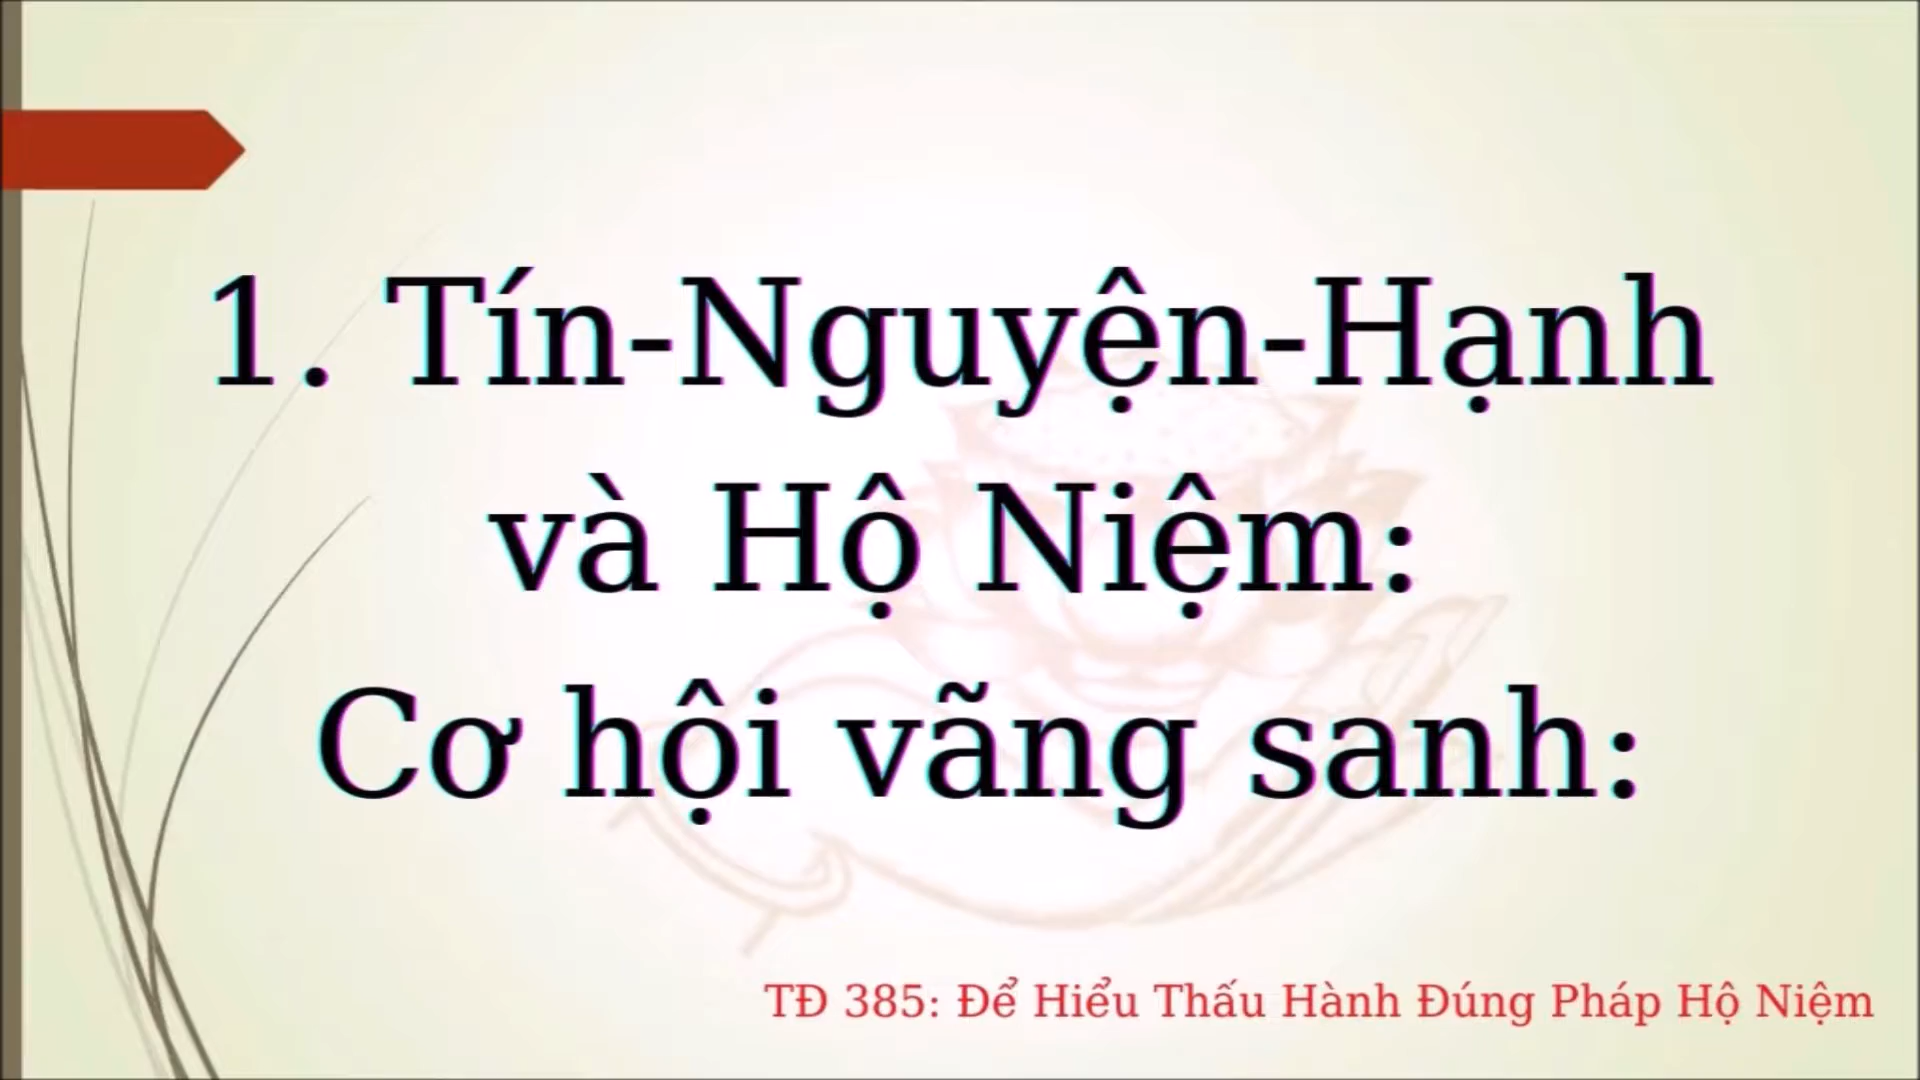 1. Tín-Nguyện-Hạnh
và Hộ Niệm:
Cơ hội vãng sanh:
TĐ 385: Để Hiểu Thấu Hành Đúng Pháp Hộ Niệm